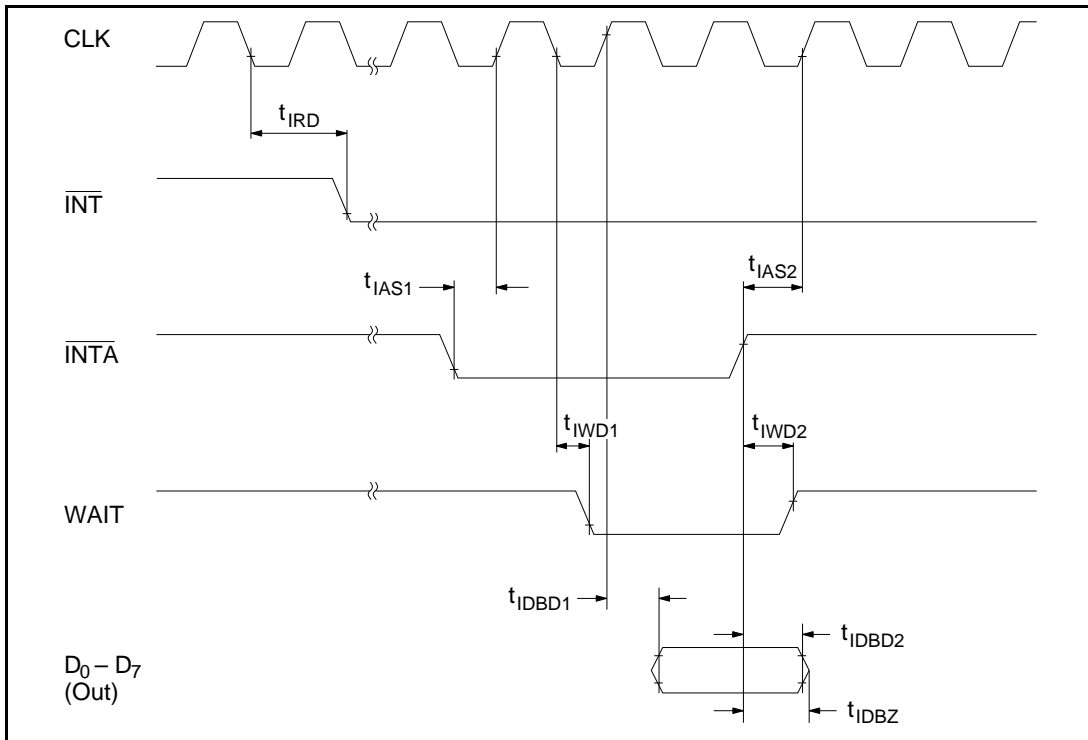 CLK
tIRD
INT
tIAS1
tIAS2
INTA
tIWD1
tIWD2
WAIT
tIDBD1
tIDBD2
D0 – D7
(Out)
tIDBZ